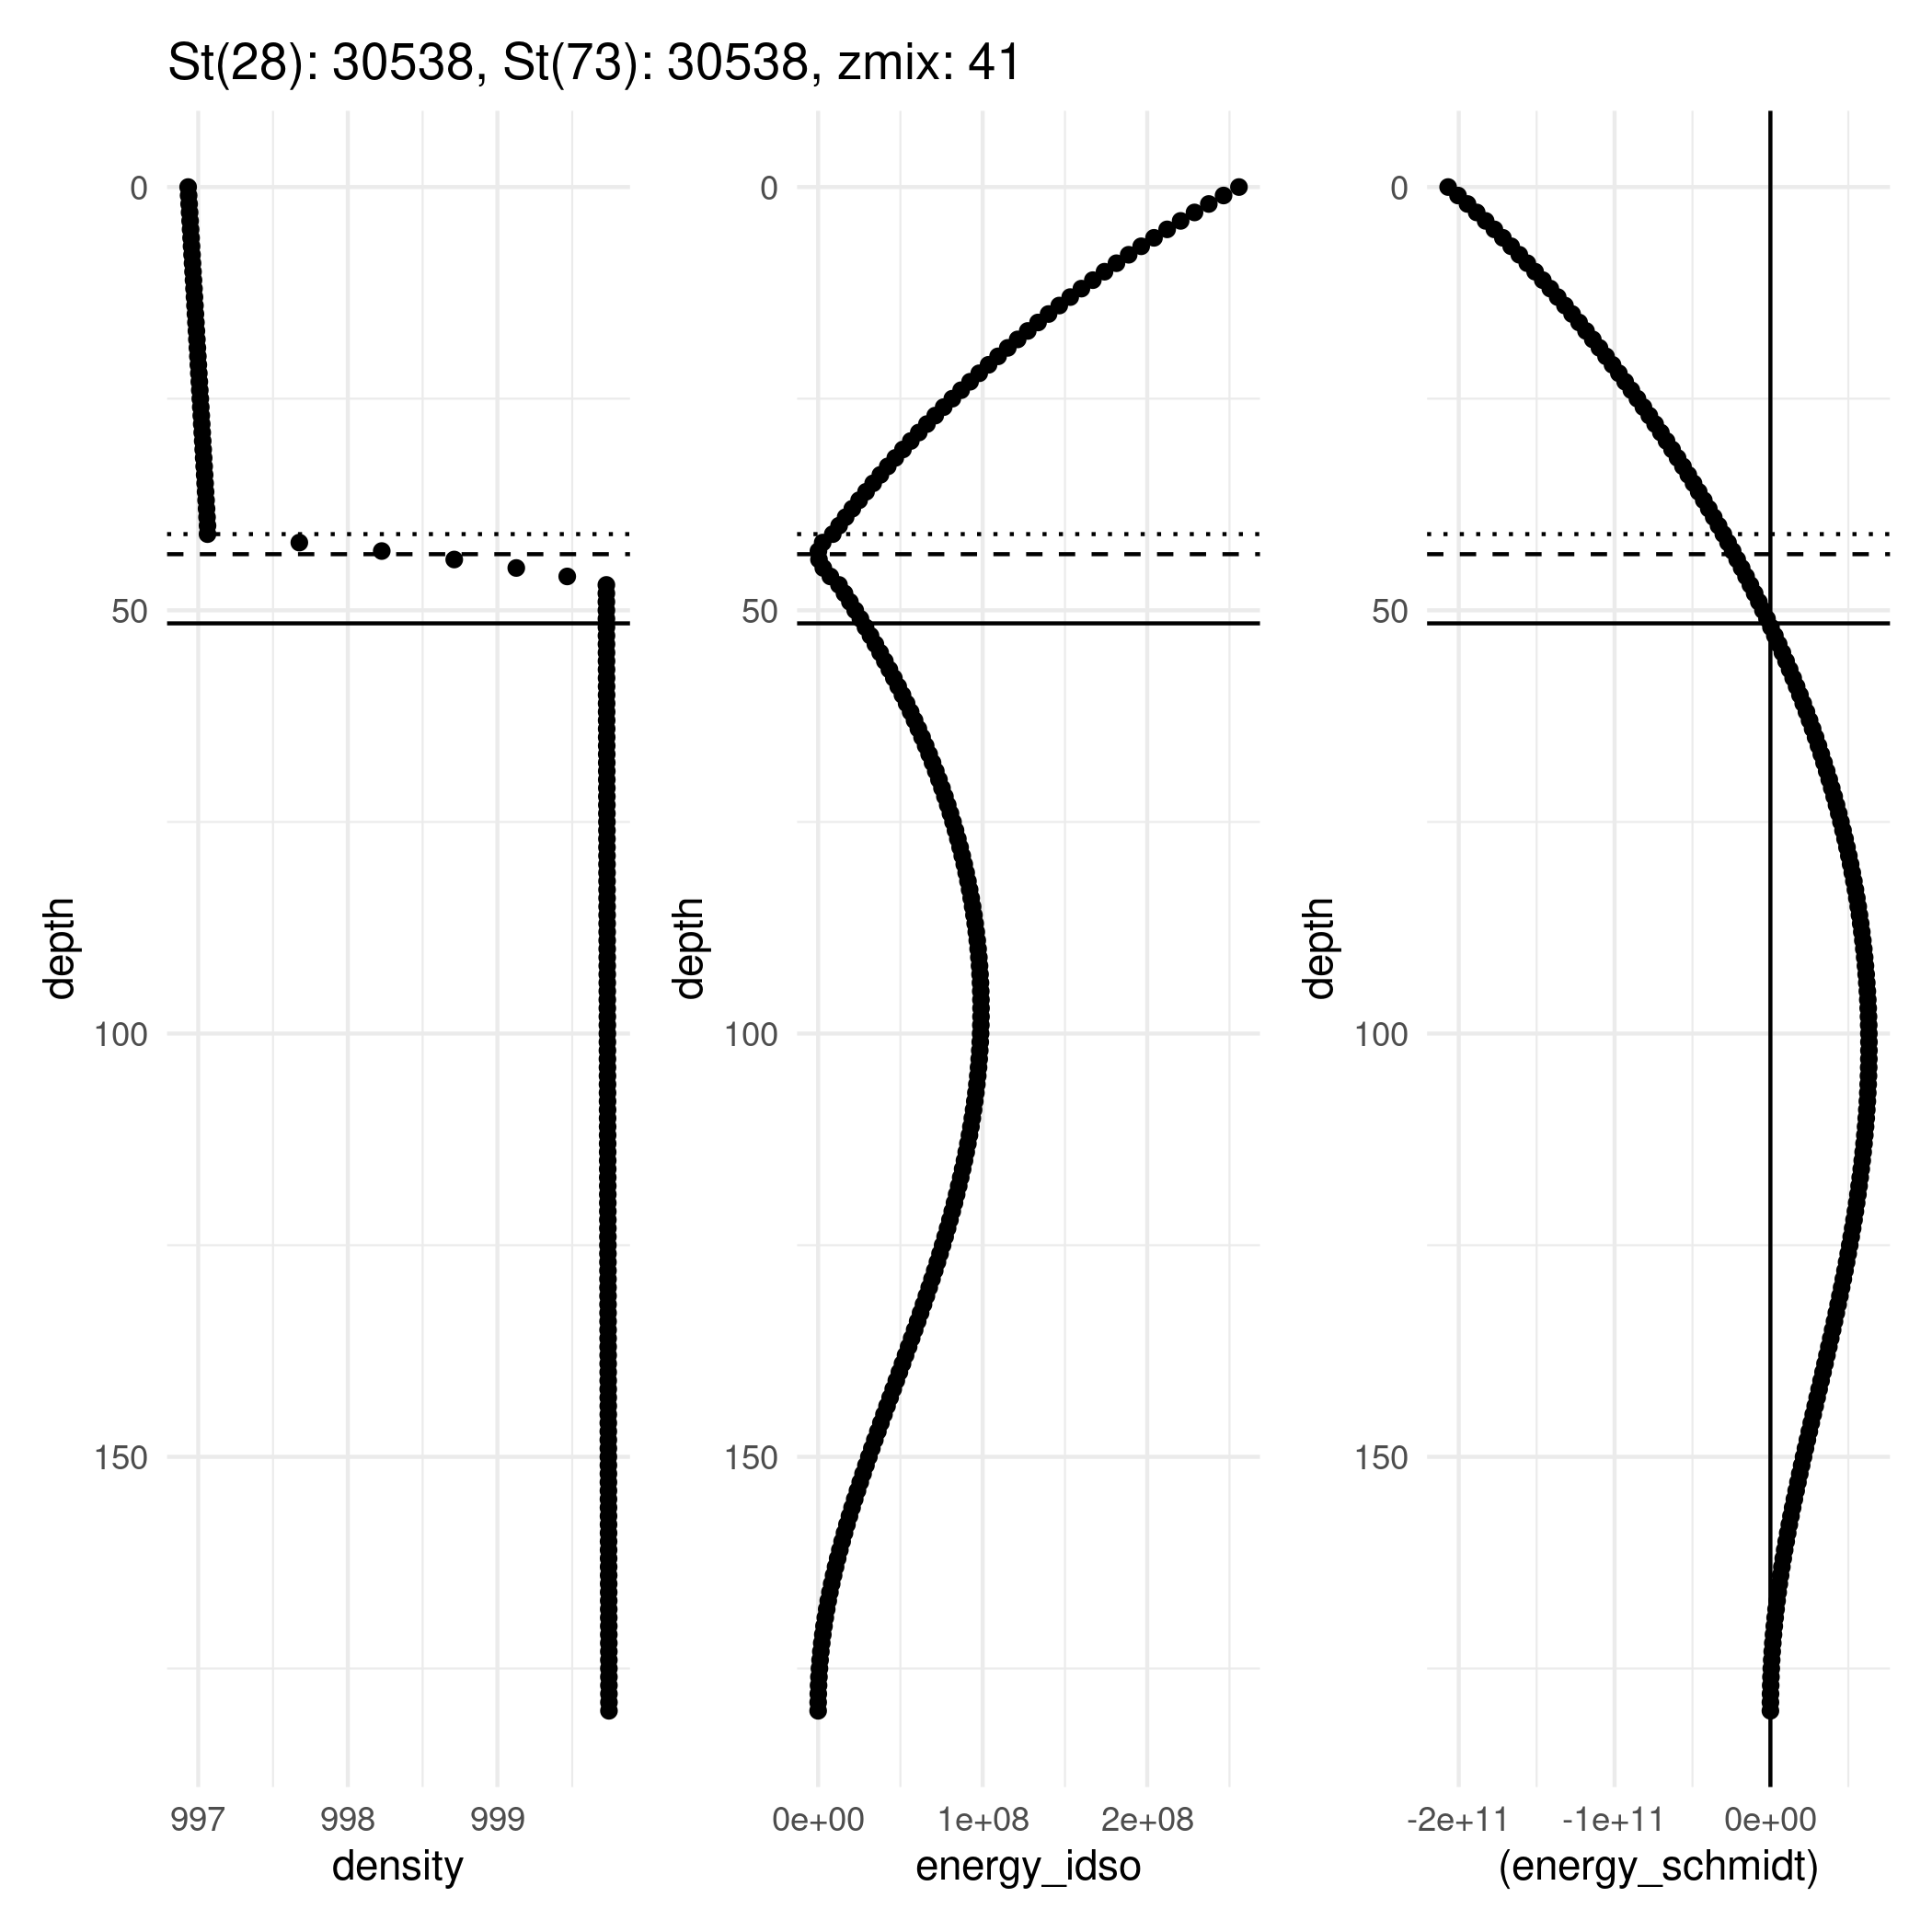 St(28): 30538, St(73): 30538, zmix: 41
0
50
100
150
depth
997 998 999
density
0
50
100
150
depth
0e+00 1e+08 2e+08
energy_idso
0
50
100
150
depth
-2e+11 -1e+11 0e+00
(energy_schmidt)